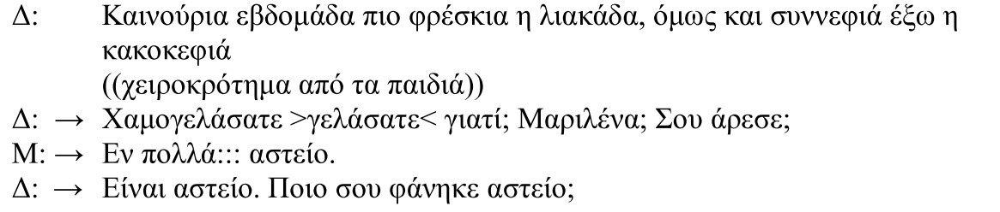 Δ: Καινούρια εβδομάδα πιο φρέσκια η λιακάδα, όμως και συννεφιά έξω η
κακοκεφιά
((χειροκρότημα από τα παιδιά))
Δ: → Χαμογελάσατε >γελάσατε< γιατί; Μαριλένα; Σου άρεσε;
Μ: → Εν πολλά::: αστείο.
Δ: → Είναι αστείο. Ποιο σου φάνηκε αστείο;